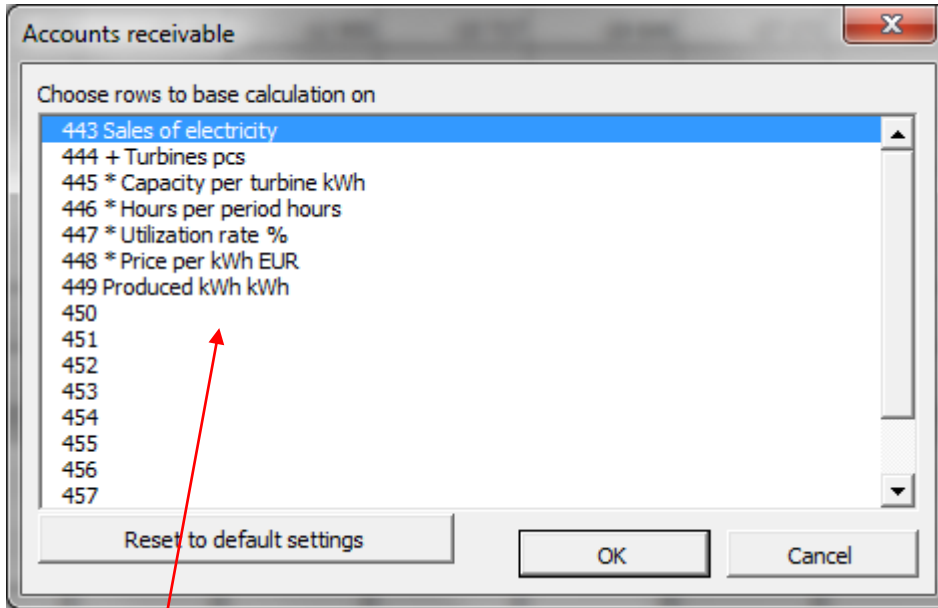 Accounts receivable
Choose rows to base calculation on
443 Sales of electricity
444 + Turbines pcs
445 * Capacity per turbine kWh
446 * Hours per period hours
447 * Utilization rate %
448 * Price per kWh EUR
449 Produced kWh kWh
450
451
452
453
454
455
456
457
Reset to default settings
OK
Cancel